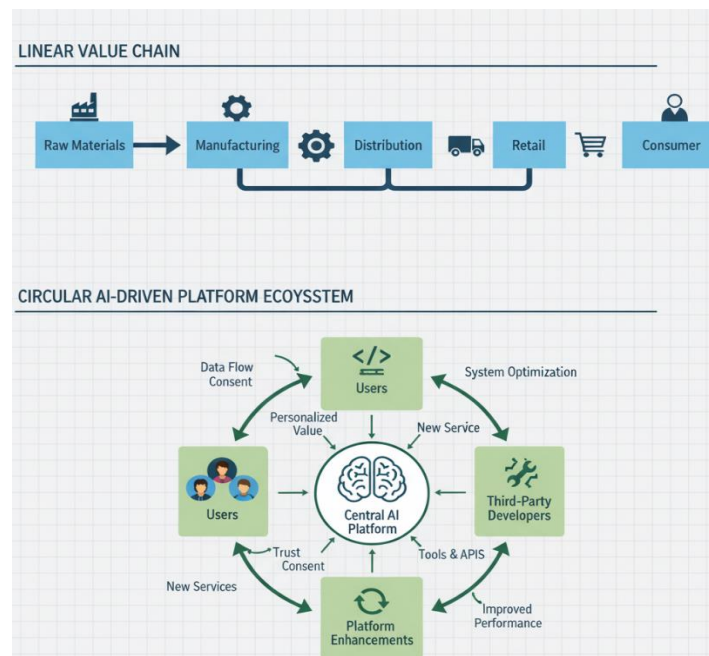 LINEAR VALUE CHAIN
Raw Materials
Manufacturing
Distribution
Retail
Consumer
CIRCULAR AI-DRIVEN PLATFORM ECOYSSTEM
</>
Users
Data Flow
Consent
System Optimization
Personalized
Value
New Service
Users
Central AI
Platform
Third-Party
Developers
Trust
Consent
Tools & APIS
New Services
Platform
Enhancements
Improved
Performance